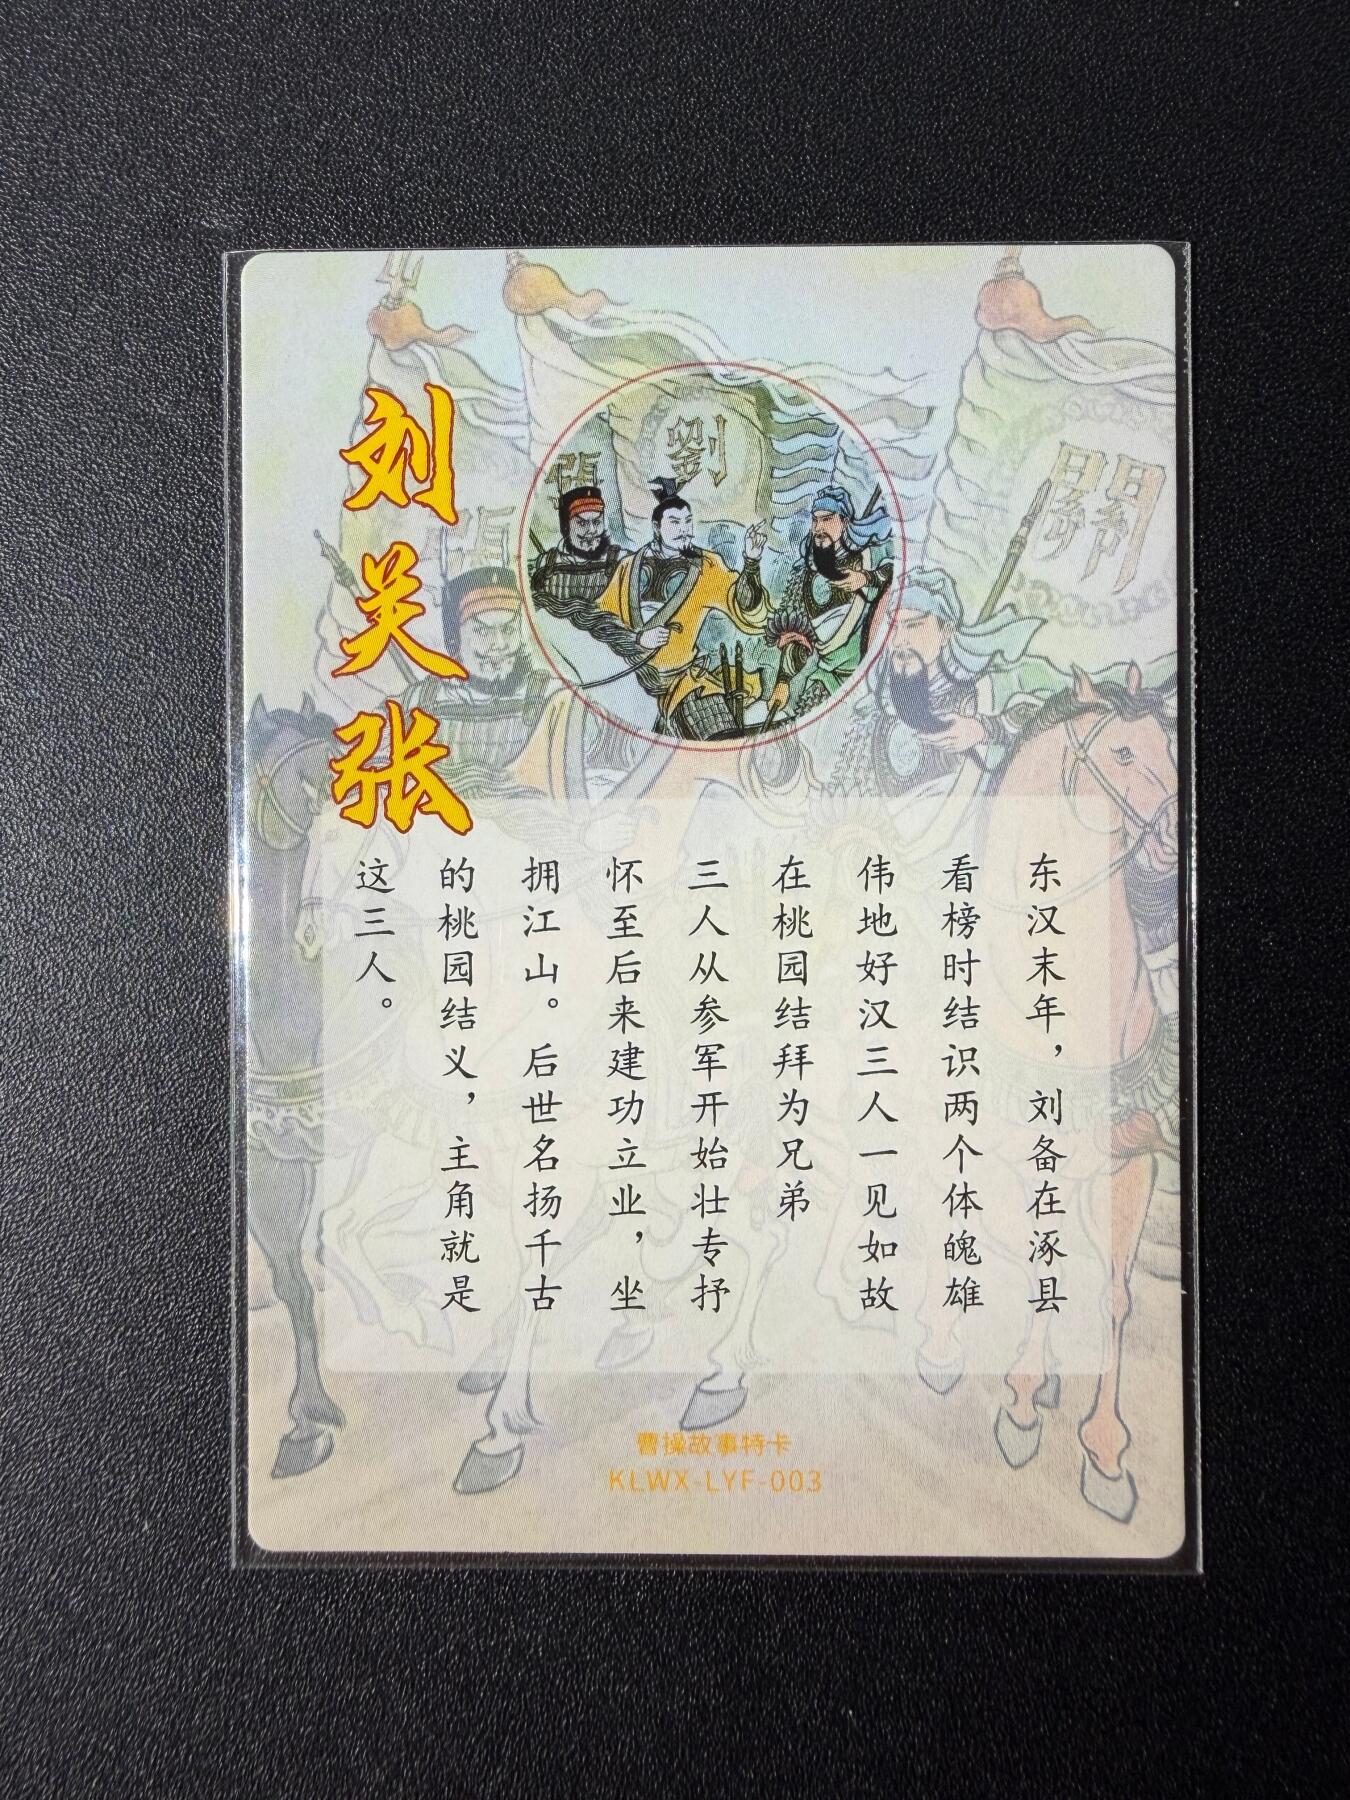 刘关张
張
劉
張
關
东汉末年，刘备在涿县
看榜时结识两个体魄雄
伟地好汉三人一见如故
在桃园结拜为兄弟
三人从参军开始壮专抒
怀至后来建功立业，坐
拥江山。后世名扬千古
的桃园结义，主角就是
这三人。
曹操故事特卡
KLWX-LYF-003